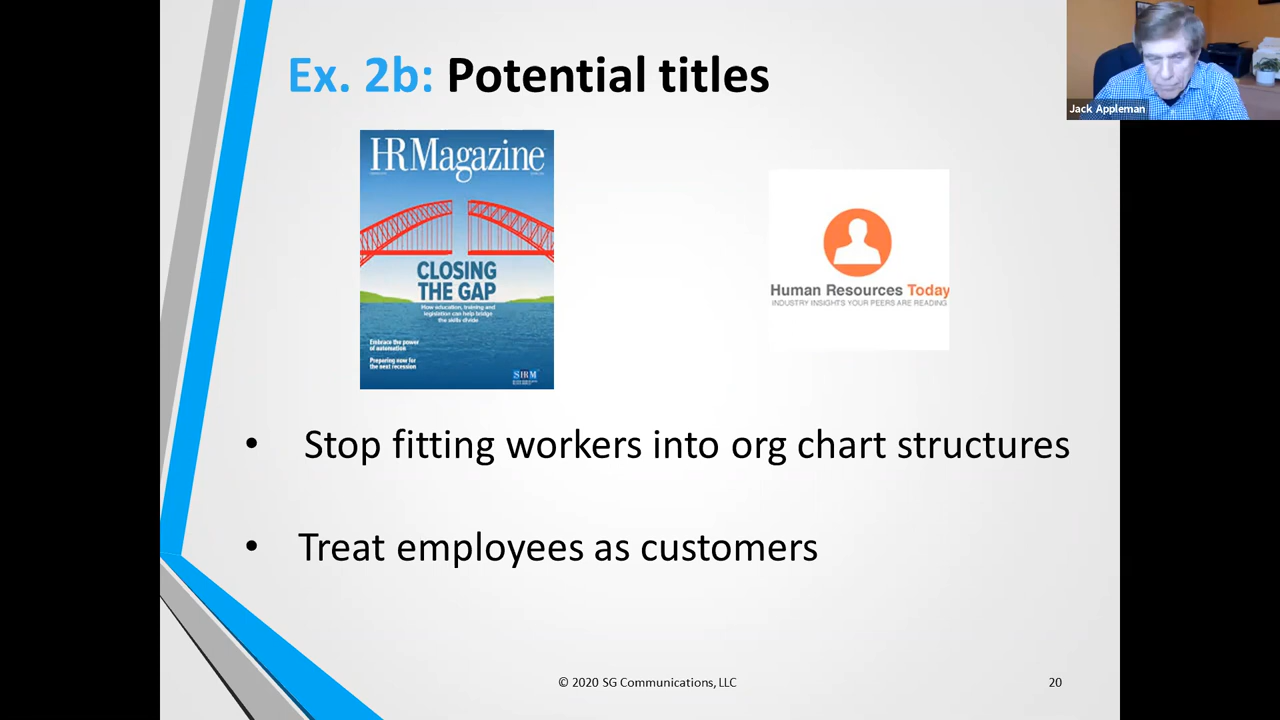 Ex. 2b: Potential titles
Jack Appleman
HRMagazine
CLOSING
THE GAP
How education, training and
legislation can help bridge
the skills divide
Embrace the power
of automation
Preparing now for
the next recession
SHRM
Human Resources Today
INDUSTRY INSIGHTS YOUR PEERS ARE READING
• Stop fitting workers into org chart structures
• Treat employees as customers
© 2020 SG Communications, LLC
20